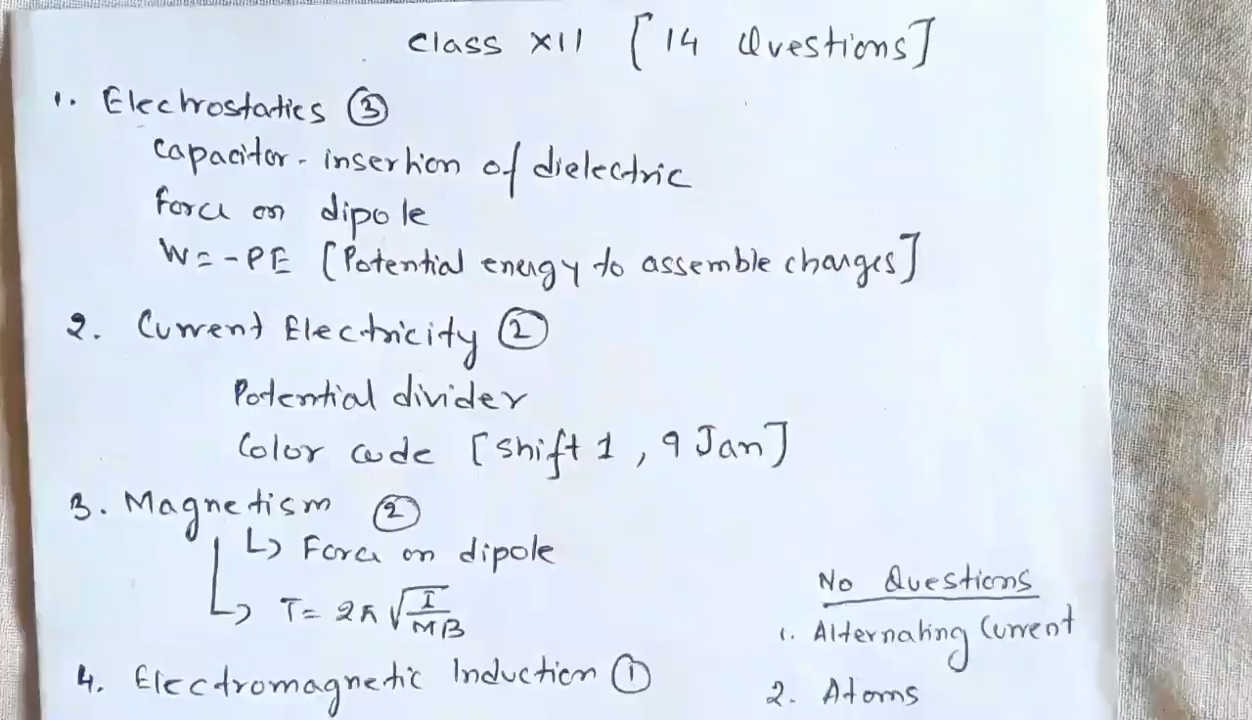 Class XII [14 Questions]
1. Electrostatics ③
Capacitor - insertion of dielectric
Force on dipole
W = -PE [Potential energy to assemble charges]
2. Current Electricity ②
Potential divider
Color code [Shift 1, 9 Jan]
3. Magnetism ②
↳ Force on dipole
↳ T = 2π √(I/MB)
4. Electromagnetic Induction ①
No Questions
1. Alternating Current
2. Atoms